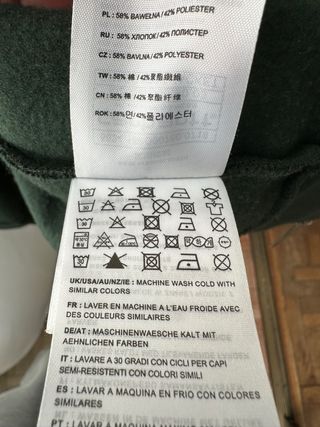 PL : 58% BAWEŁNA / 42% POLIESTER
RU : 58% ХЛОПОК / 42% ПОЛИЭСТЕР
CZ : 58% BAVLNA / 42% POLYESTER
TW : 58% 棉 / 42% 聚酯纖維
CN : 58% 棉 / 42% 聚酯纤维
ROK : 58% 면 / 42% 폴리에스터
UK/USA/AU/NZ/IE : MACHINE WASH COLD WITH
SIMILAR COLORS
FR : LAVER EN MACHINE A L'EAU FROIDE AVEC
DES COULEURS SIMILAIRES
DE/AT : MASCHINENWAESCHE KALT MIT
AEHNLICHEN FARBEN
IT : LAVARE A 30 GRADI CON CICLI PER CAPI
SEMI-RESISTENTI CON COLORI SIMILI
ES : LAVAR A MAQUINA EN FRIO CON COLORES
SIMILARES
PT : LAVAR A MAQUINA A FRIO COM CORES